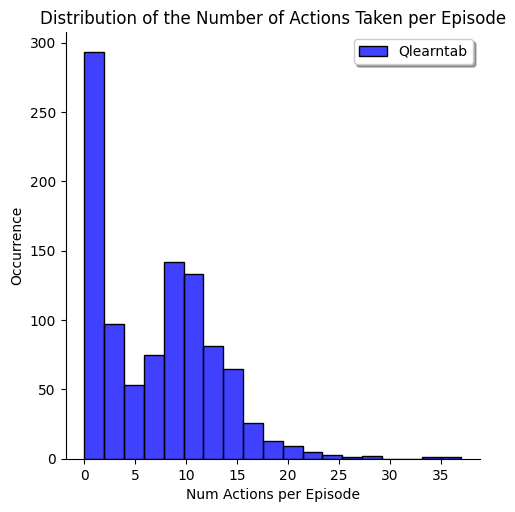 Distribution of the Number of Actions Taken per Episode
Qlearntab
300
250
200
150
100
50
0
Occurrence
0 5 10 15 20 25 30 35
Num Actions per Episode